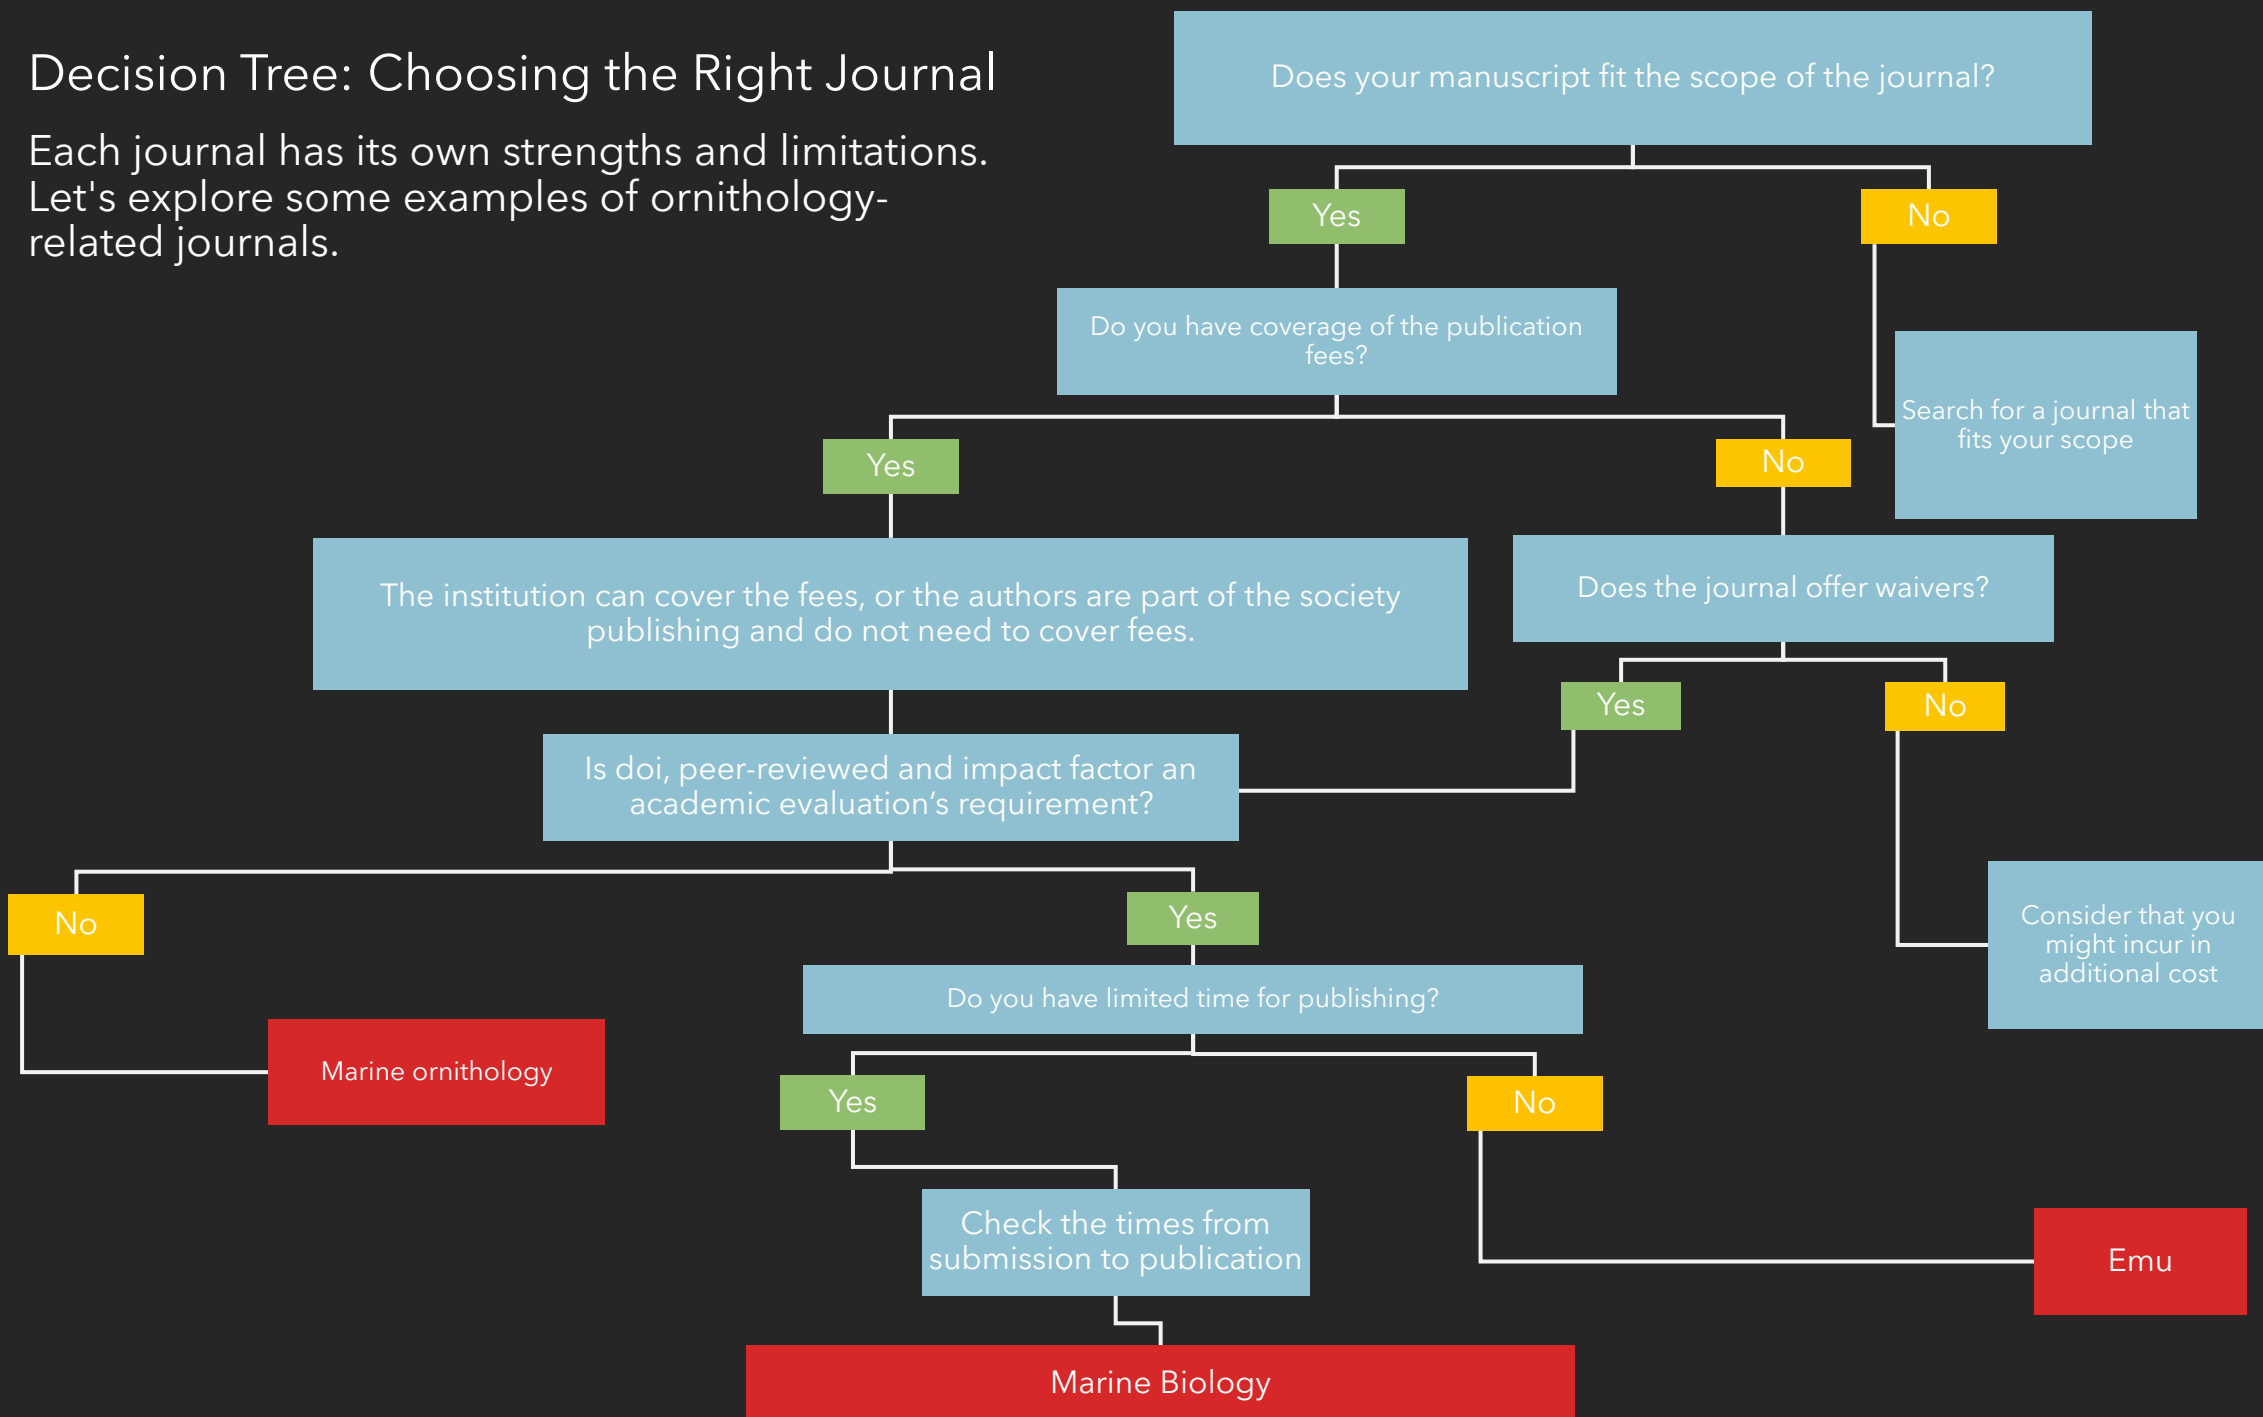 Decision Tree: Choosing the Right Journal
Each journal has its own strengths and limitations.
Let's explore some examples of ornithology-
related journals.
Does your manuscript fit the scope of the journal?
Yes
No
Do you have coverage of the publication
fees?
Search for a journal that
fits your scope
Yes
No
The institution can cover the fees, or the authors are part of the society
publishing and do not need to cover fees.
Does the journal offer waivers?
Yes
No
Is doi, peer-reviewed and impact factor an
academic evaluation’s requirement?
Consider that you
might incur in
additional cost
No
Yes
Do you have limited time for publishing?
Marine ornithology
Yes
No
Check the times from
submission to publication
Emu
Marine Biology